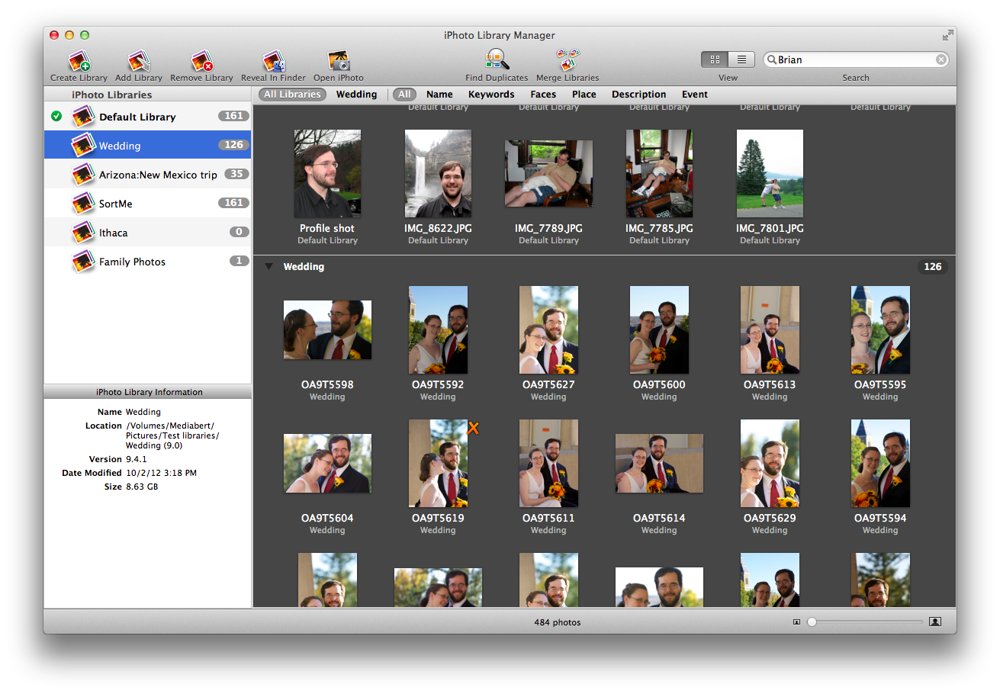 iPhoto Library Manager
Create Library Add Library Remove Library Reveal In Finder Open iPhoto Find Duplicates Merge Libraries View Brian Search
iPhoto Libraries
All Libraries Wedding All Name Keywords Faces Place Description Event
Default Library 161
Wedding 126
Arizona:New Mexico trip 35
SortMe 161
Ithaca 0
Family Photos 1
iPhoto Library Information
Name Wedding
Location /Volumes/Mediabert/
Pictures/Test libraries/
Wedding (9.0)
Version 9.4.1
Date Modified 10/2/12 3:18 PM
Size 8.63 GB
Default Library Default Library Default Library Default Library Default Library
Profile shot IMG_8622.JPG IMG_7789.JPG IMG_7785.JPG IMG_7801.JPG
Default Library Default Library Default Library Default Library Default Library
Wedding 126
OA9T5598 OA9T5592 OA9T5627 OA9T5600 OA9T5613 OA9T5595
Wedding Wedding Wedding Wedding Wedding Wedding
OA9T5604 OA9T5619 OA9T5611 OA9T5614 OA9T5629 OA9T5594
Wedding Wedding Wedding Wedding Wedding Wedding
484 photos